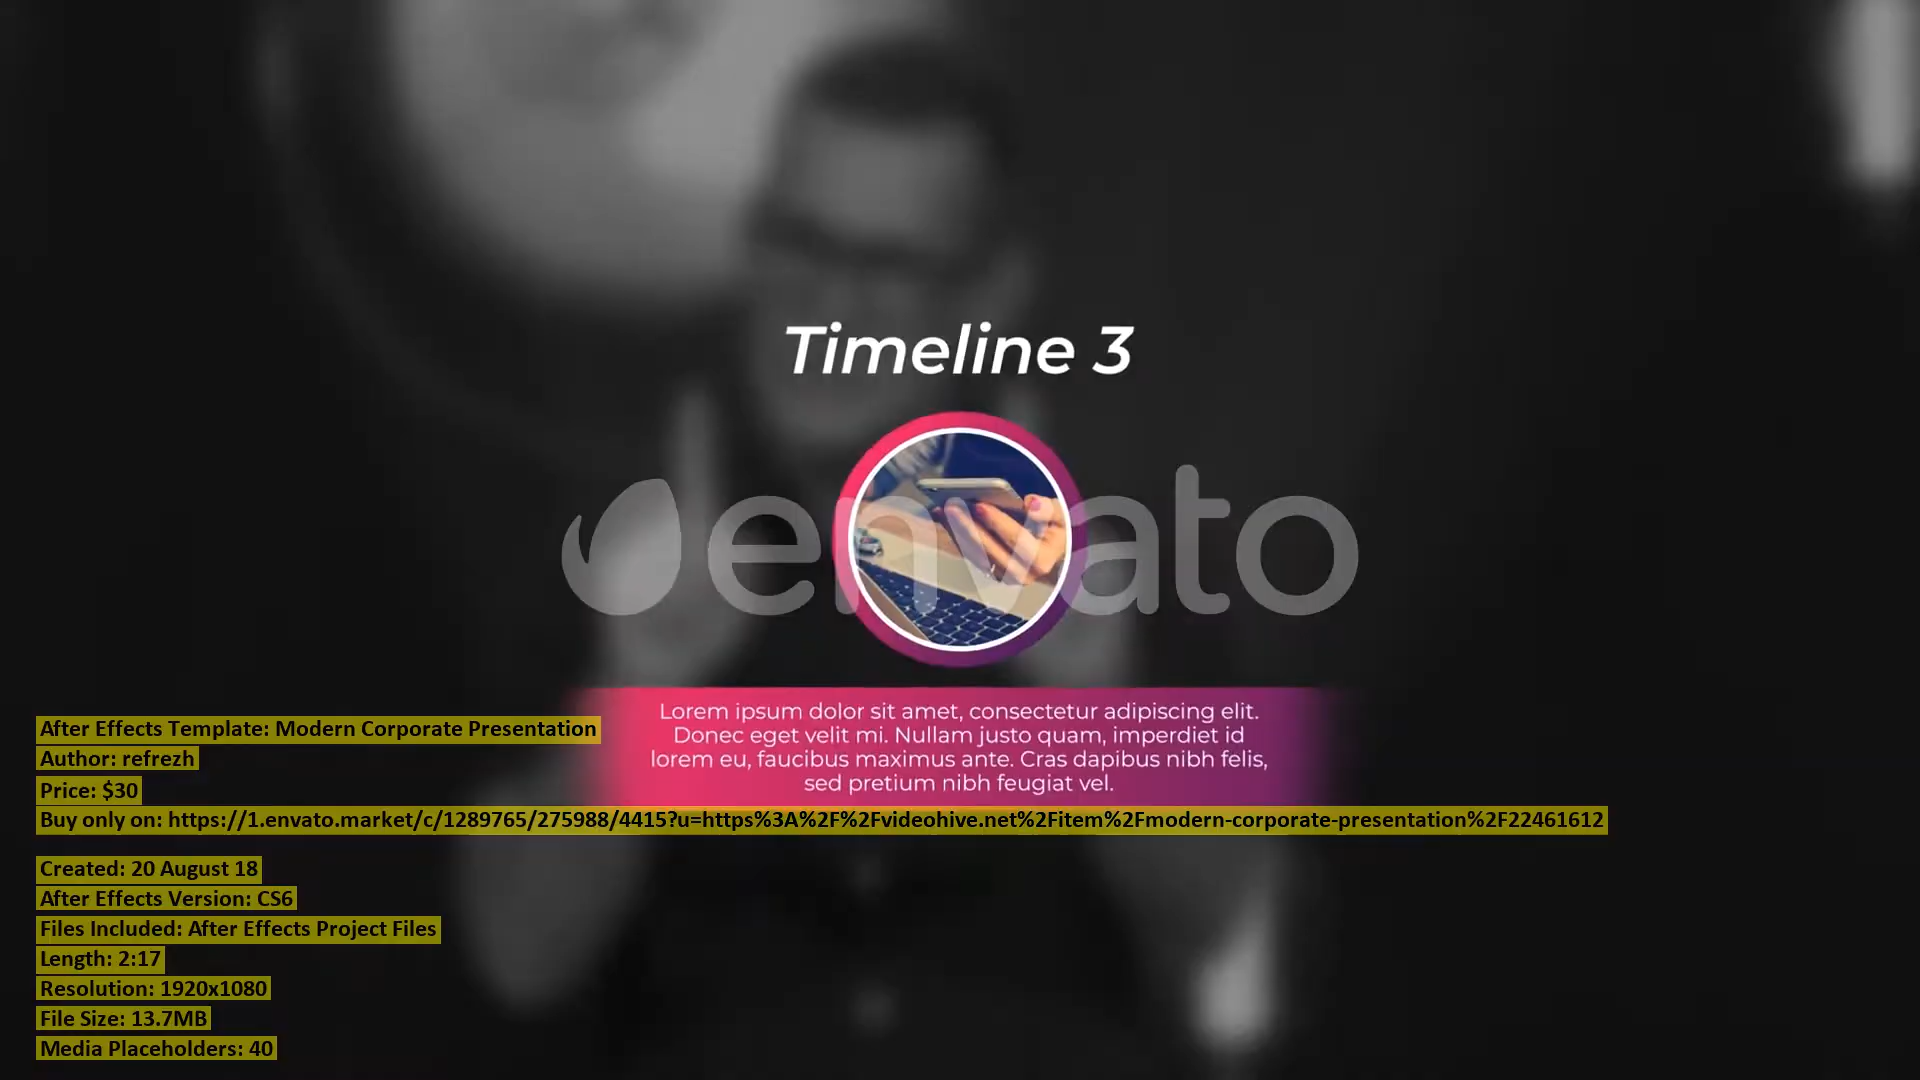 Timeline 3
envato
Lorem ipsum dolor sit amet, consectetur adipiscing elit.
Donec eget velit mi. Nullam justo quam, imperdiet id
lorem eu, faucibus maximus ante. Cras dapibus nibh felis,
sed pretium nibh feugiat vel.
After Effects Template: Modern Corporate Presentation
Author: refrezh
Price: $30
Buy only on: https://1.envato.market/c/1289765/275988/4415?u=https%3A%2F%2Fvideohive.net%2Fitem%2Fmodern-corporate-presentation%2F22461612
Created: 20 August 18
After Effects Version: CS6
Files Included: After Effects Project Files
Length: 2:17
Resolution: 1920x1080
File Size: 13.7MB
Media Placeholders: 40